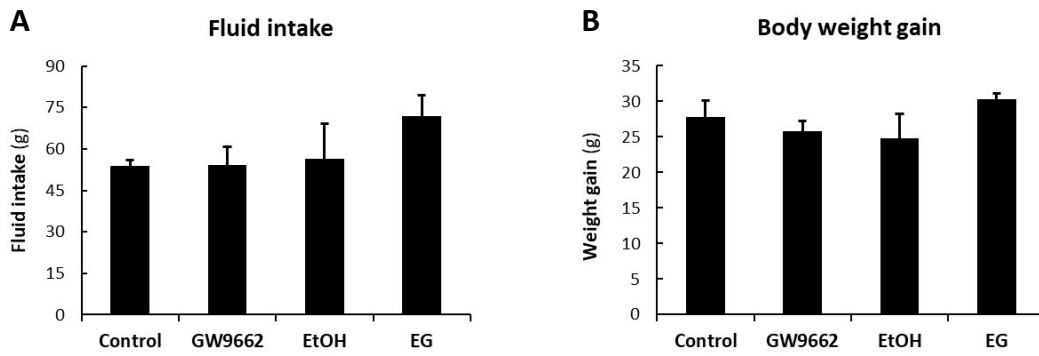 A
Fluid intake
90
75
60
45
30
15
0
Fluid intake (g)
Control GW9662 EtOH EG
B
Body weight gain
35
30
25
20
15
10
5
0
Weight gain (g)
Control GW9662 EtOH EG